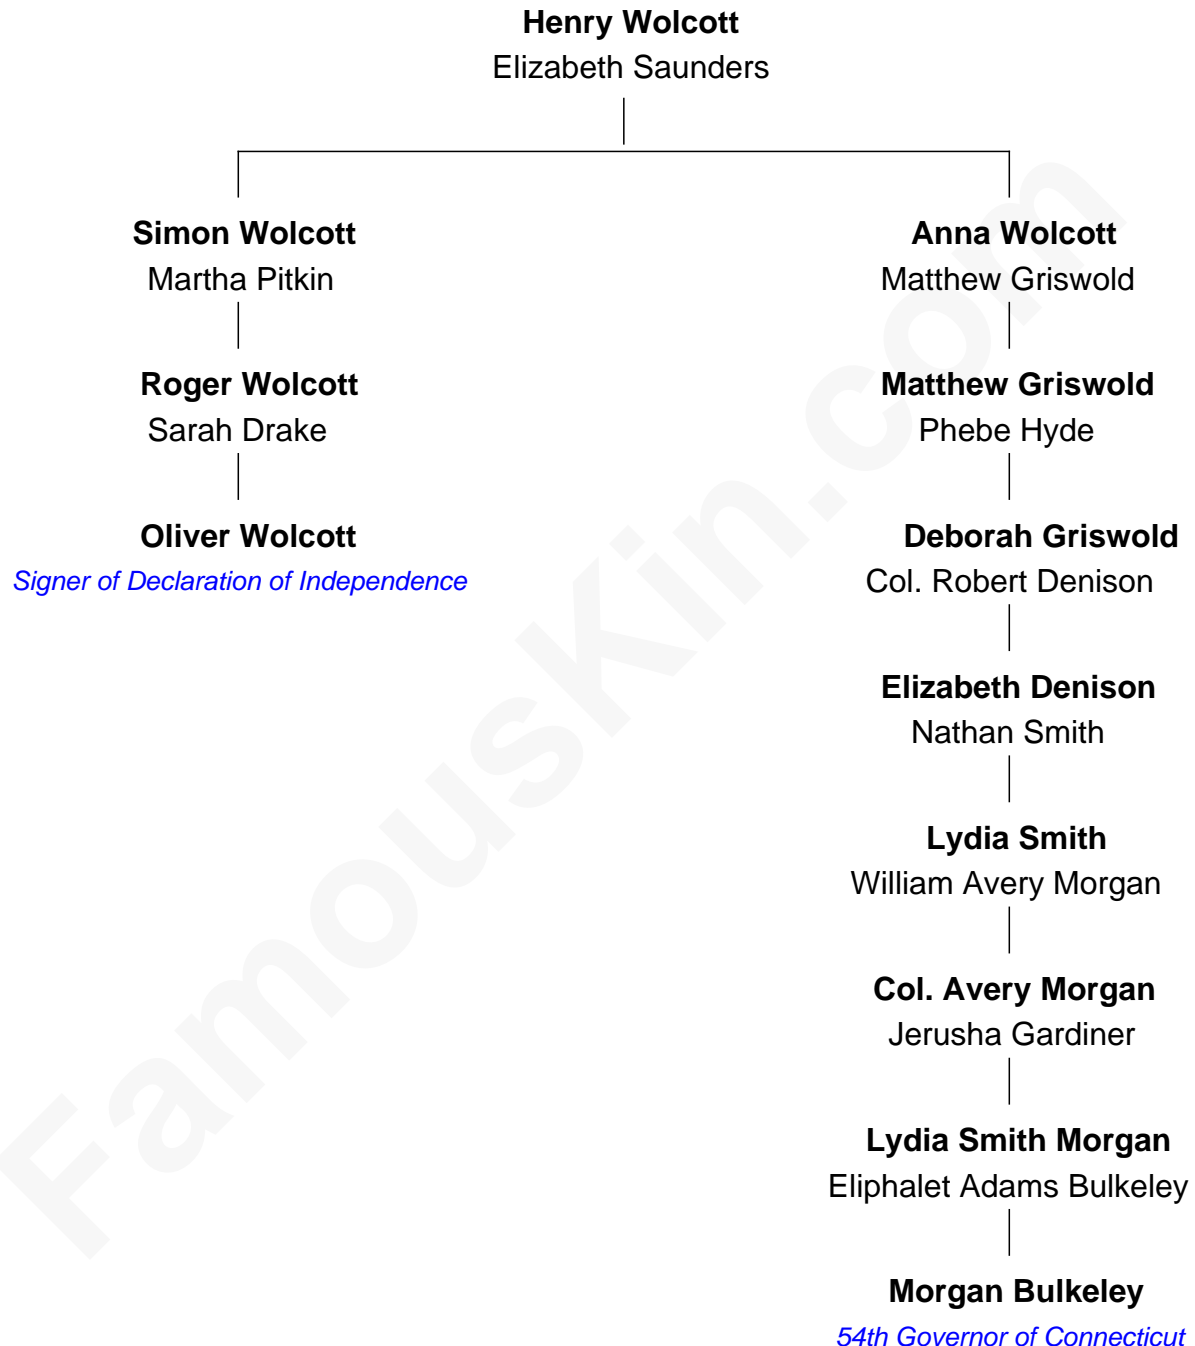 Henry Wolcott
Elizabeth Saunders
Simon Wolcott
Martha Pitkin
Roger Wolcott
Sarah Drake
Oliver Wolcott
Signer of Declaration of Independence
Anna Wolcott
Matthew Griswold
Matthew Griswold
Phebe Hyde
Deborah Griswold
Col. Robert Denison
Elizabeth Denison
Nathan Smith
Lydia Smith
William Avery Morgan
Col. Avery Morgan
Jerusha Gardiner
Lydia Smith Morgan
Eliphalet Adams Bulkeley
Morgan Bulkeley
54th Governor of Connecticut
FamousKin.com